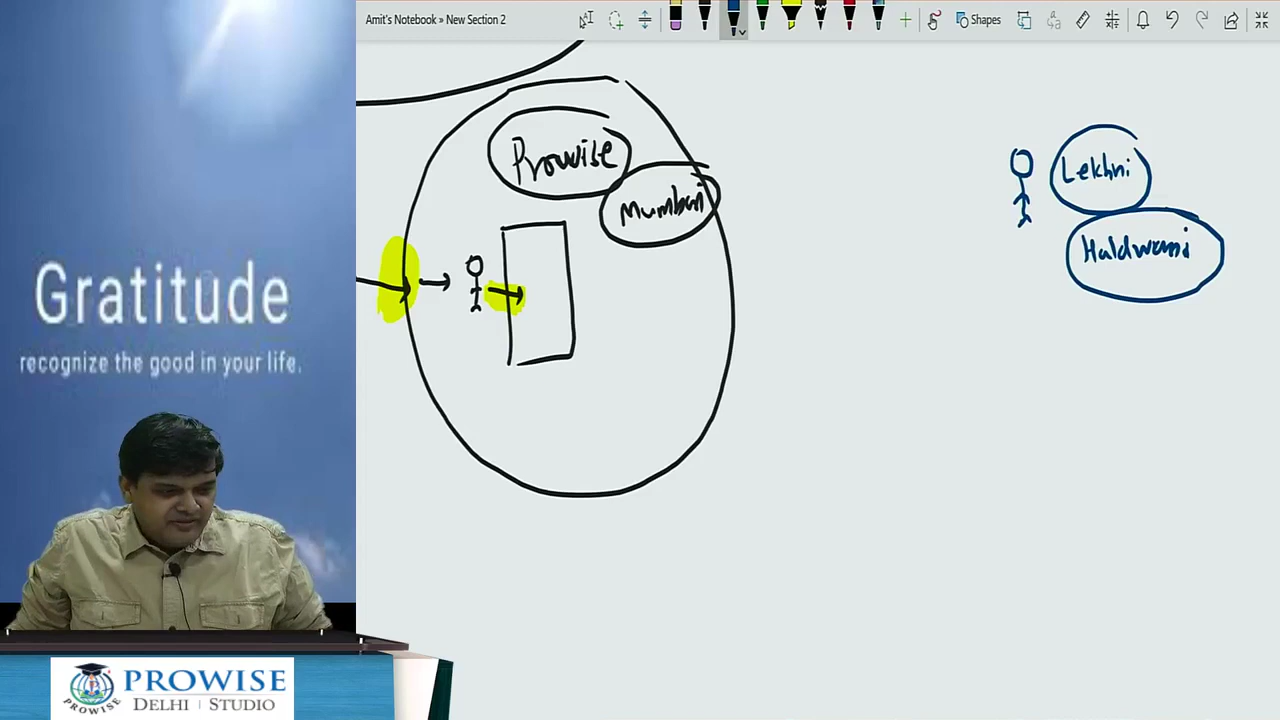 Amit's Notebook » New Section 2
Shapes
Prowise
Mumbai
Lekhni
Haldwani
Gratitude
recognize the good in your life.
PROWISE
PROWISE
DELHI | STUDIO